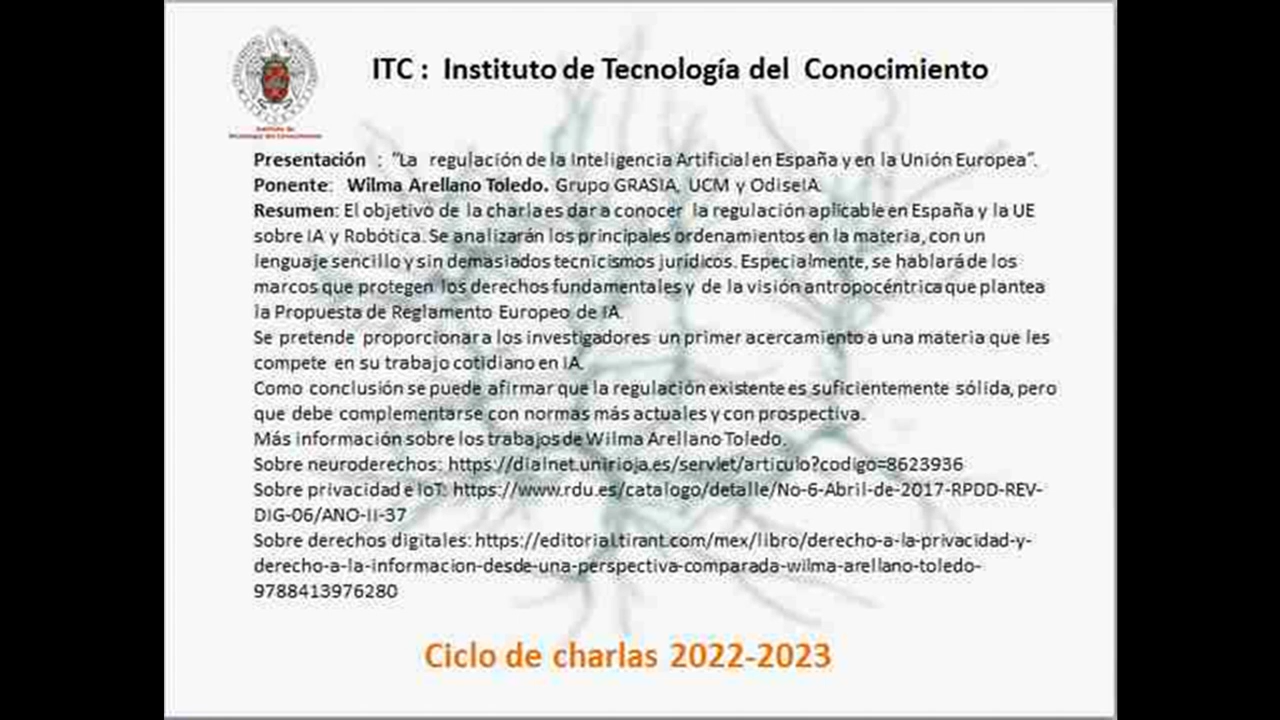 ITC : Instituto de Tecnología del Conocimiento
Instituto de
Tecnología del Conocimiento
Presentación : "La regulación de la Inteligencia Artificial en España y en la Unión Europea".
Ponente: Wilma Arellano Toledo. Grupo GRASIA, UCM y OdiseIA.
Resumen: El objetivo de la charla es dar a conocer la regulación aplicable en España y la UE
sobre IA y Robótica. Se analizarán los principales ordenamientos en la materia, con un
lenguaje sencillo y sin demasiados tecnicismos jurídicos. Especialmente, se hablará de los
marcos que protegen los derechos fundamentales y de la visión antropocéntrica que plantea
la Propuesta de Reglamento Europeo de IA.
Se pretende proporcionar a los investigadores un primer acercamiento a una materia que les
compete en su trabajo cotidiano en IA.
Como conclusión se puede afirmar que la regulación existente es suficientemente sólida, pero
que debe complementarse con normas más actuales y con prospectiva.
Más información sobre los trabajos de Wilma Arellano Toledo.
Sobre neuroderechos: https://dialnet.unirioja.es/servlet/articulo?codigo=8623936
Sobre privacidad e IoT: https://www.rdu.es/catalogo/detalle/No-6-Abril-de-2017-RPDD-REV-
DIG-06/ANO-II-37
Sobre derechos digitales: https://editorial.tirant.com/mex/libro/derecho-a-la-privacidad-y-
derecho-a-la-informacion-desde-una-perspectiva-comparada-wilma-arellano-toledo-
9788413976280
Ciclo de charlas 2022-2023